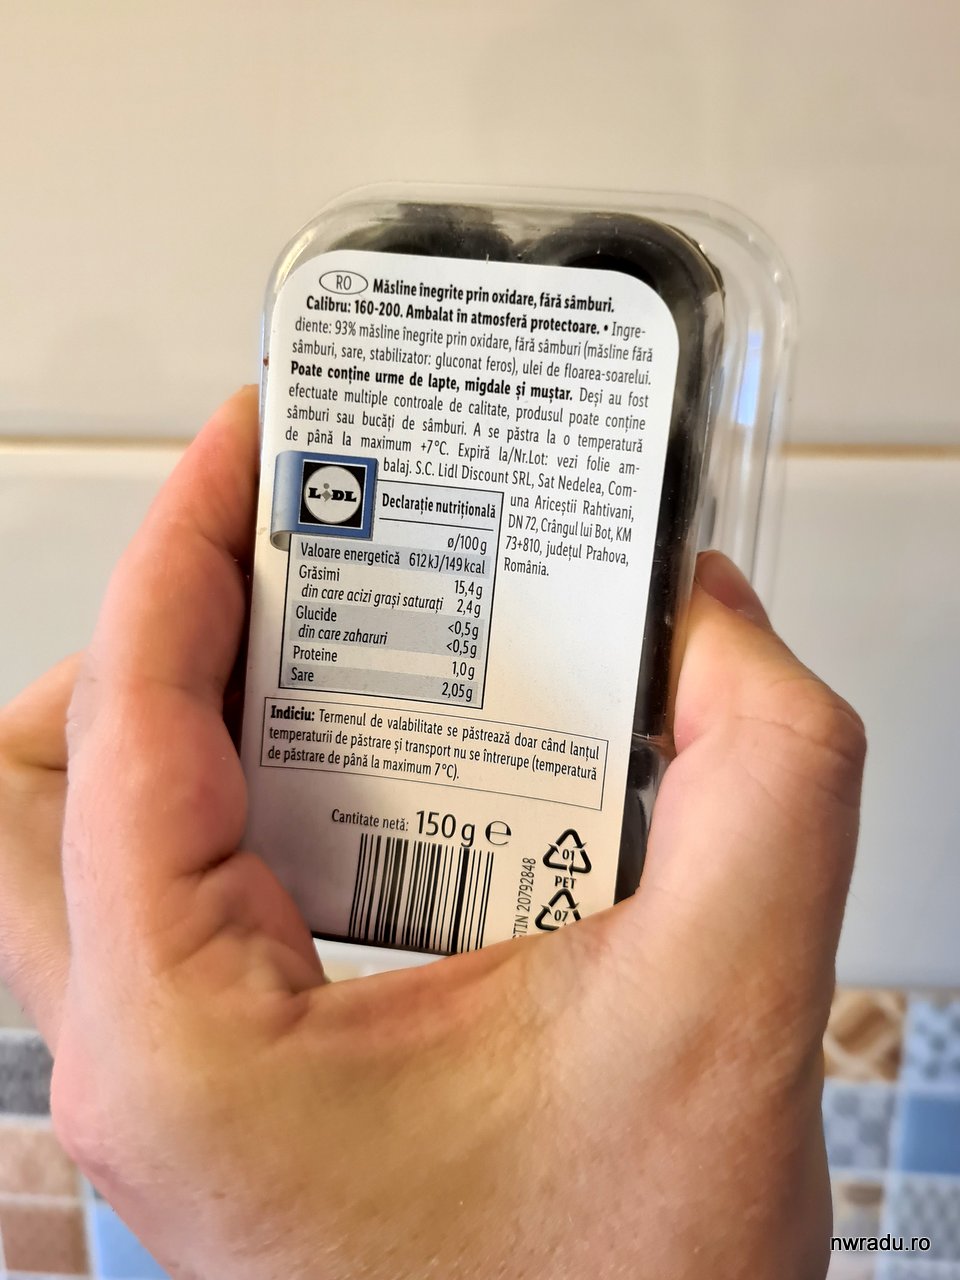 RO Măsline înegrite prin oxidare, fără sâmburi.
Calibru: 160-200. Ambalat în atmosferă protectoare. • Ingre-
diente: 93% măsline înegrite prin oxidare, fără sâmburi (măsline fără
sâmburi, sare, stabilizator: gluconat feros), ulei de floarea-soarelui.
Poate conține urme de lapte, migdale și muștar. Deși au fost
efectuate multiple controale de calitate, produsul poate conține
sâmburi sau bucăți de sâmburi. A se păstra la o temperatură
de până la maximum +7°C. Expiră la/Nr.Lot: vezi folie am-
balaj. S.C. Lidl Discount SRL, Sat Nedelea, Com-
una Ariceștii Rahtivani,
DN 72, Crângul lui Bot, KM
73+810, județul Prahova,
România.
LIDL
Declarație nutrițională
ø/100 g
Valoare energetică 612 kJ/149 kcal
Grăsimi 15,4 g
din care acizi grași saturați 2,4 g
Glucide <0,5 g
din care zaharuri <0,5 g
Proteine 1,0 g
Sare 2,05 g
Indiciu: Termenul de valabilitate se păstrează doar când lanțul
temperaturii de păstrare și transport nu se întrerupe (temperatură
de păstrare de până la maximum 7°C).
Cantitate netă: 150 g e
01
PET
07
20792848
nwradu.ro